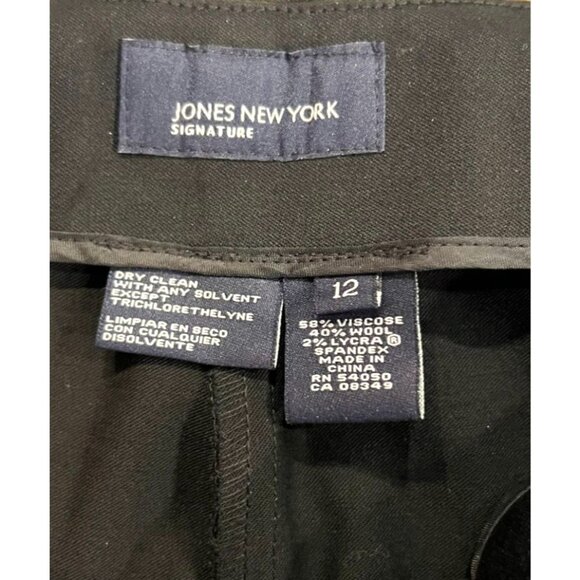 JONES NEW YORK
SIGNATURE
DRY CLEAN
WITH ANY SOLVENT
EXCEPT
TRICHLORETHELYNE
LIMPIAR EN SECO
CON CUALQUIER
DISOLVENTE
12
58% VISCOSE
40% WOOL
2% LYCRA ®
SPANDEX
MADE IN
CHINA
RN 54050
CA 08349